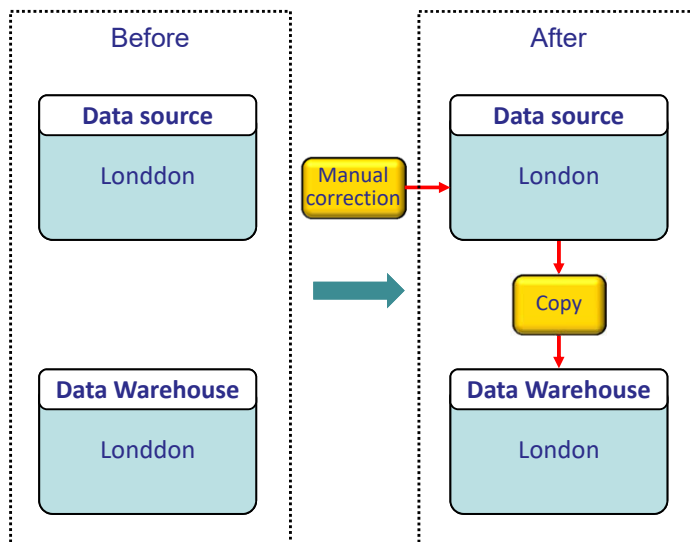 Before
Data source
Londdon
Data Warehouse
Londdon
Manual
correction
After
Data source
London
Copy
Data Warehouse
London